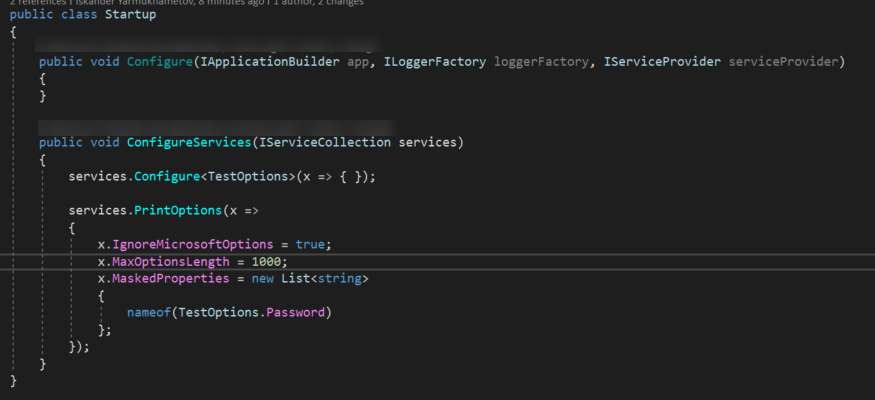 2 references | Iskander Yarmukhametov, 8 minutes ago | 1 author, 2 changes
public class Startup
{
public void Configure(IApplicationBuilder app, ILoggerFactory loggerFactory, IServiceProvider serviceProvider)
{
}
public void ConfigureServices(IServiceCollection services)
{
services.Configure<TestOptions>(x => { });
services.PrintOptions(x =>
{
x.IgnoreMicrosoftOptions = true;
x.MaxOptionsLength = 1000;
x.MaskedProperties = new List<string>
{
nameof(TestOptions.Password)
};
});
}
}